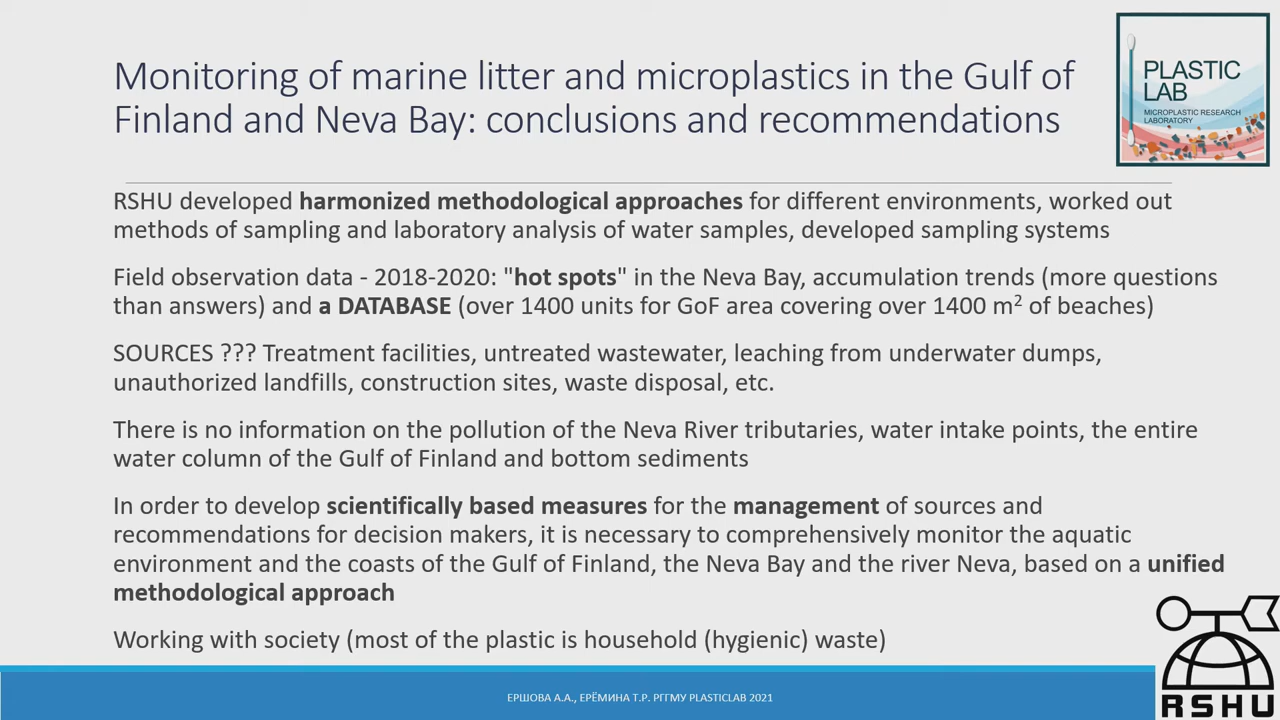 Monitoring of marine litter and microplastics in the Gulf of
Finland and Neva Bay: conclusions and recommendations
PLASTIC
LAB
MICROPLASTIC RESEARCH
LABORATORY
RSHU developed harmonized methodological approaches for different environments, worked out
methods of sampling and laboratory analysis of water samples, developed sampling systems
Field observation data - 2018-2020: "hot spots" in the Neva Bay, accumulation trends (more questions
than answers) and a DATABASE (over 1400 units for GoF area covering over 1400 m² of beaches)
SOURCES ??? Treatment facilities, untreated wastewater, leaching from underwater dumps,
unauthorized landfills, construction sites, waste disposal, etc.
There is no information on the pollution of the Neva River tributaries, water intake points, the entire
water column of the Gulf of Finland and bottom sediments
In order to develop scientifically based measures for the management of sources and
recommendations for decision makers, it is necessary to comprehensively monitor the aquatic
environment and the coasts of the Gulf of Finland, the Neva Bay and the river Neva, based on a unified
methodological approach
Working with society (most of the plastic is household (hygienic) waste)
ЕРШОВА А.А., ЕРЁМИНА Т.Р. РГГМУ PLASTICLAB 2021
RSHU